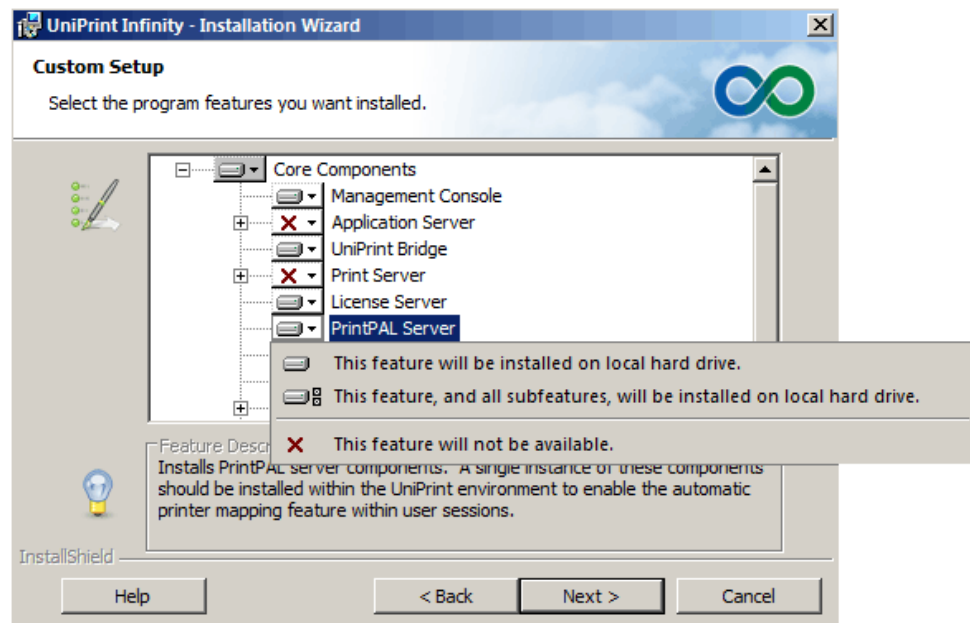 UniPrint Infinity - Installation Wizard
Custom Setup
Select the program features you want installed.
Core Components
Management Console
Application Server
UniPrint Bridge
Print Server
License Server
PrintPAL Server
This feature will be installed on local hard drive.
This feature, and all subfeatures, will be installed on local hard drive.
This feature will not be available.
Feature Descr
Installs PrintPAL server components. A single instance of these components
should be installed within the UniPrint environment to enable the automatic
printer mapping feature within user sessions.
InstallShield
Help
< Back
Next >
Cancel